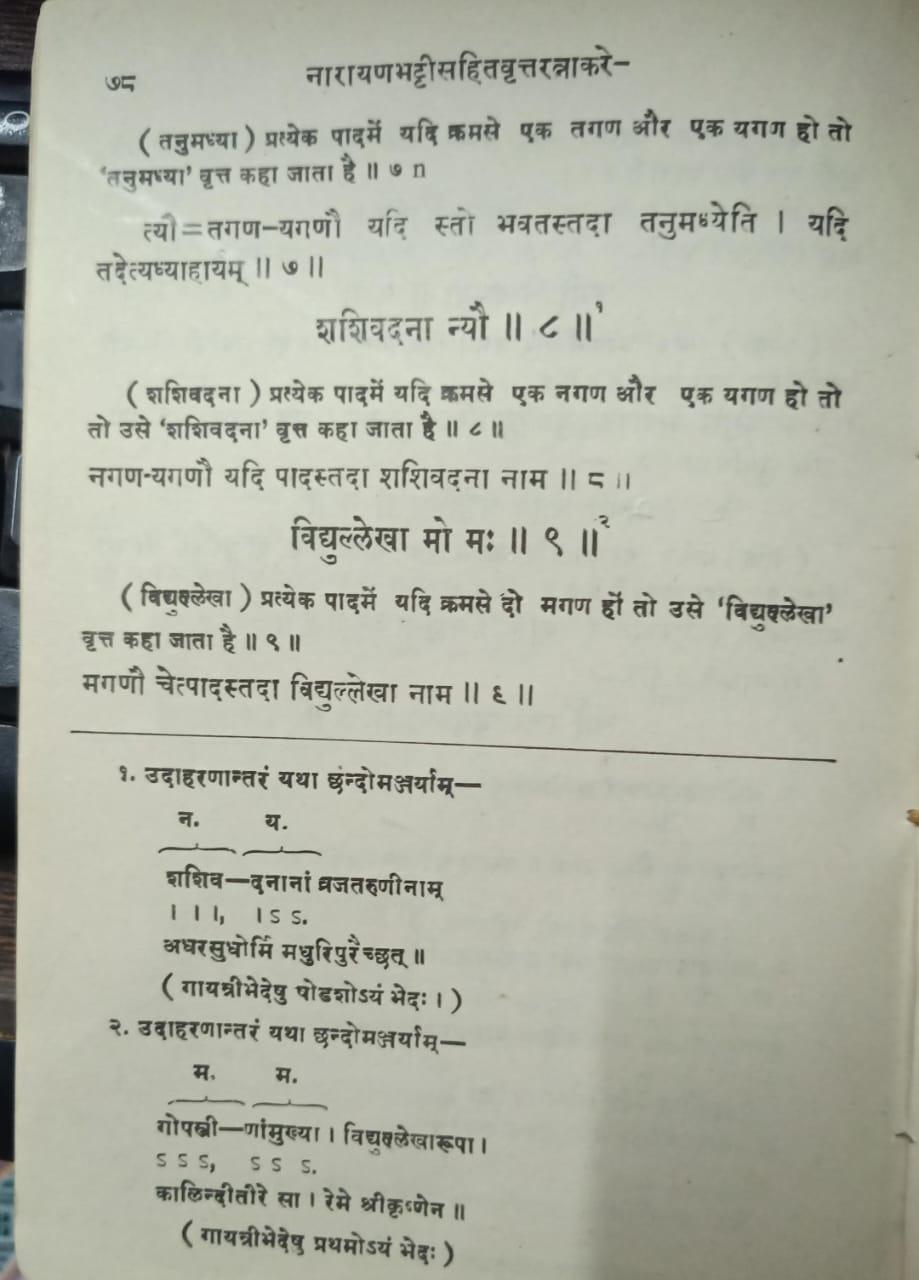 ७८
नारायणभट्टीसहितवृत्तरत्नाकरे–
( तनुमध्या ) प्रत्येक पादमें यदि क्रमसे एक तगण और एक यगण हो तो
'तनुमध्या' वृत्त कहा जाता है ॥ ७ ॥
त्यौ = तगण-यगणौ यदि स्तो भवतस्तदा तनुमध्येति । यदि
तदेत्यध्याहायम् ॥ ७ ॥
शशिवदना न्यौ ॥ ८ ॥१
( शशिवदना ) प्रत्येक पादमें यदि क्रमसे एक नगण और एक यगण हो तो
तो उसे 'शशिवदना' वृत्त कहा जाता है ॥ ८ ॥
नगण-यगणौ यदि पादस्तदा शशिवदना नाम ॥ ८ ॥
विद्युल्लेखा मो मः ॥ ९ ॥२
( विद्युल्लेखा ) प्रत्येक पादमें यदि क्रमसे दो मगण हों तो उसे 'विद्युल्लेखा'
वृत्त कहा जाता है ॥ ९ ॥
मगणौ चेत्पादस्तदा विद्युल्लेखा नाम ॥ ९ ॥
१. उदाहरणान्तरं यथा छन्दोमञ्जर्याम्—
न. य.
शशिव—दनानां व्रजतरुणीनाम्
। । ।, । ऽ ऽ.
अधरसुधोर्मि मधुरिपुरैच्छत् ॥
( गायत्रीभेदेषु षोडशोऽयं भेदः । )
२. उदाहरणान्तरं यथा छन्दोमञ्जर्याम्—
म. म.
गोपस्त्री—णांमुख्या । विद्युल्लेखारूपा ।
ऽ ऽ ऽ, ऽ ऽ ऽ.
कालिन्दीतीरे सा । रेमे श्रीकृष्णेन ॥
( गायत्रीभेदेषु प्रथमोऽयं भेदः )